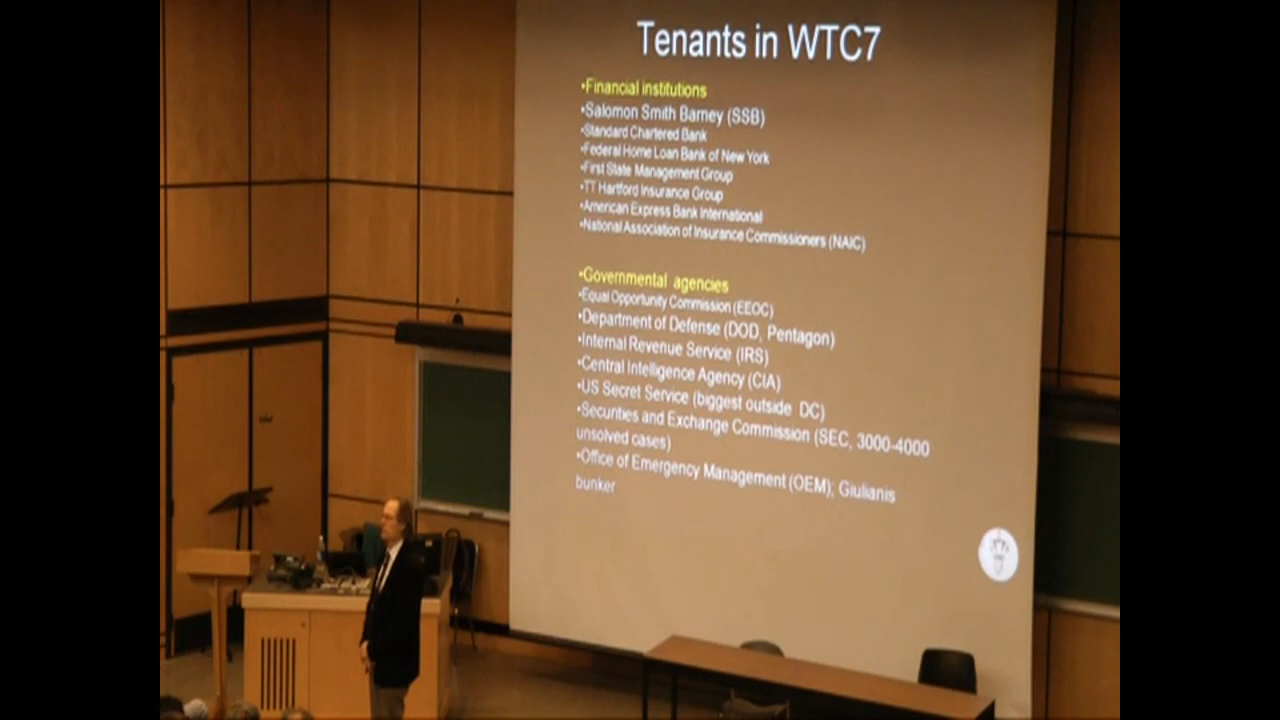 Tenants in WTC7
•Financial institutions
•Salomon Smith Barney (SSB)
•Standard Chartered Bank
•Federal Home Loan Bank of New York
•First State Management Group
•TT Hartford Insurance Group
•American Express Bank International
•National Association of Insurance Commissioners (NAIC)
•Governmental agencies
•Equal Opportunity Commission (EEOC)
•Department of Defense (DOD, Pentagon)
•Internal Revenue Service (IRS)
•Central Intelligence Agency (CIA)
•US Secret Service (biggest outside DC)
•Securities and Exchange Commission (SEC, 3000-4000
unsolved cases)
•Office of Emergency Management (OEM); Giulianis
bunker